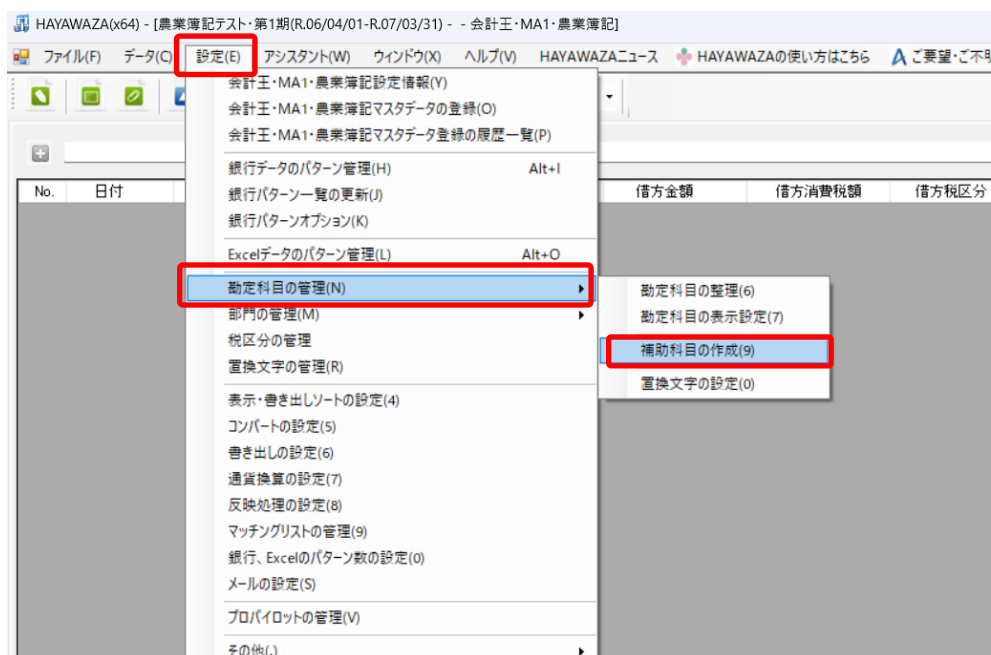 HAYAWAZA(x64) - [農業簿記テスト・第1期(R.06/04/01-R.07/03/31) - - 会計王・MA1・農業簿記]
ファイル(F) データ(C) 設定(E) アシスタント(W) ウィンドウ(X) ヘルプ(V) HAYAWAZAニュース HAYAWAZAの使い方はこちら ご要望・ご不明
会計王・MA1・農業簿記設定情報(Y)
会計王・MA1・農業簿記マスタデータの登録(O)
会計王・MA1・農業簿記マスタデータ登録の履歴一覧(P)
銀行データのパターン管理(H) Alt+I
銀行パターン一覧の更新(J)
銀行パターンオプション(K)
No. 日付 借方金額 借方消費税額 借方税区分
Excelデータのパターン管理(L) Alt+O
勘定科目の管理(N)
部門の管理(M)
税区分の管理
置換文字の管理(R)
勘定科目の整理(6)
勘定科目の表示設定(7)
補助科目の作成(9)
置換文字の設定(0)
表示・書き出しソートの設定(4)
コンバートの設定(5)
書き出しの設定(6)
通貨換算の設定(7)
反映処理の設定(8)
マッチングリストの管理(9)
銀行、Excelのパターン数の設定(0)
メールの設定(S)
プロパイロットの管理(V)
その他(.)